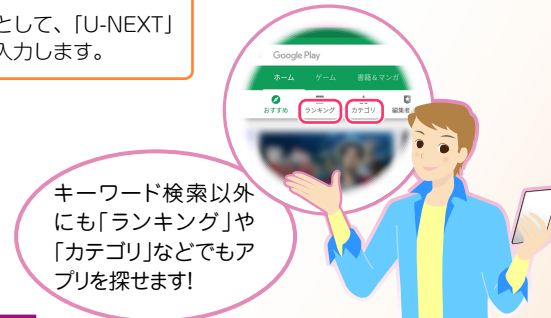 として、「U-NEXT」
入力します。
Google Play
ホーム ゲーム 書籍&マンガ
おすすめ ランキング カテゴリ 編集者
キーワード検索以外
にも「ランキング」や
「カテゴリ」などでもア
プリを探せます!